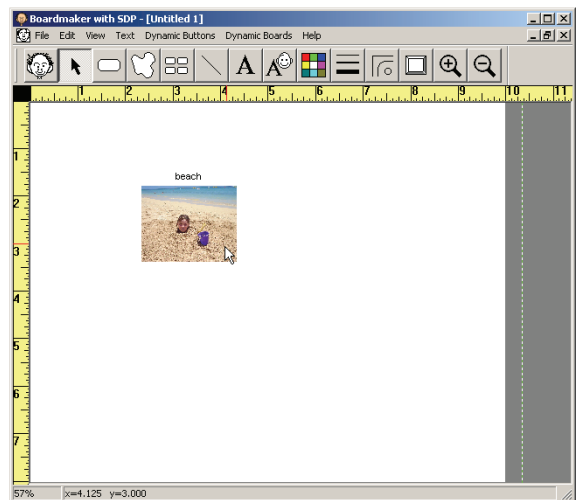 Boardmaker with SDP - [Untitled 1]
File Edit View Text Dynamic Buttons Dynamic Boards Help
A A
1 2 3 4 5 6 7 8 9 10 11
1
beach
2
3
4
5
6
7
57% x=4.125 y=3.000